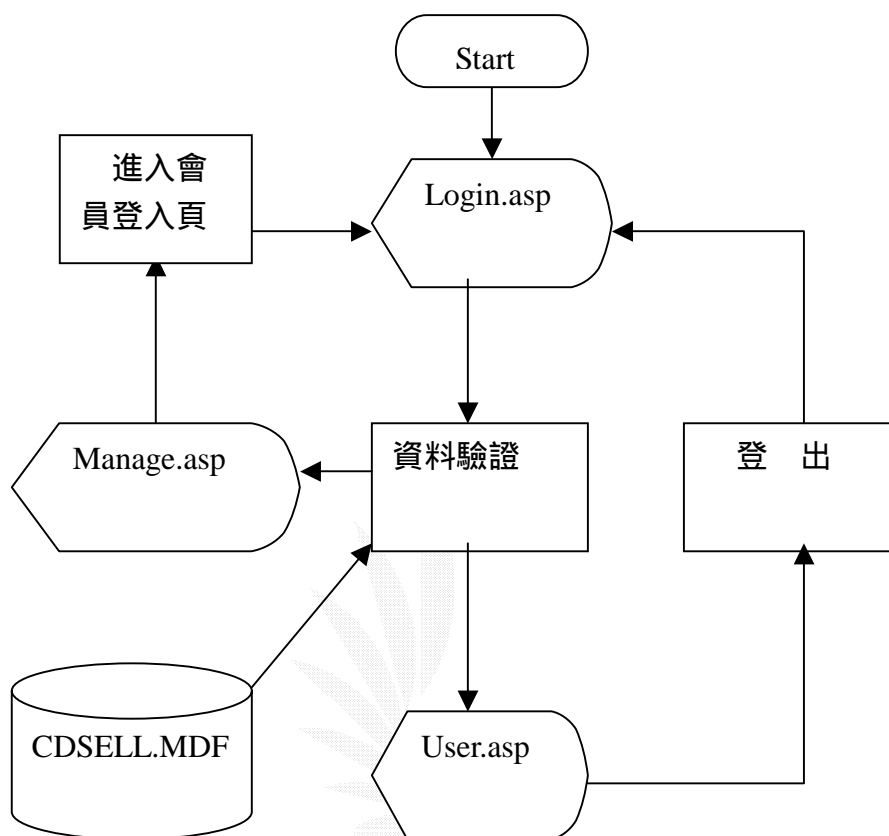 Start
進入會
員登入頁
Login.asp
Manage.asp
資料驗證
登 出
CDSELL.MDF
User.asp